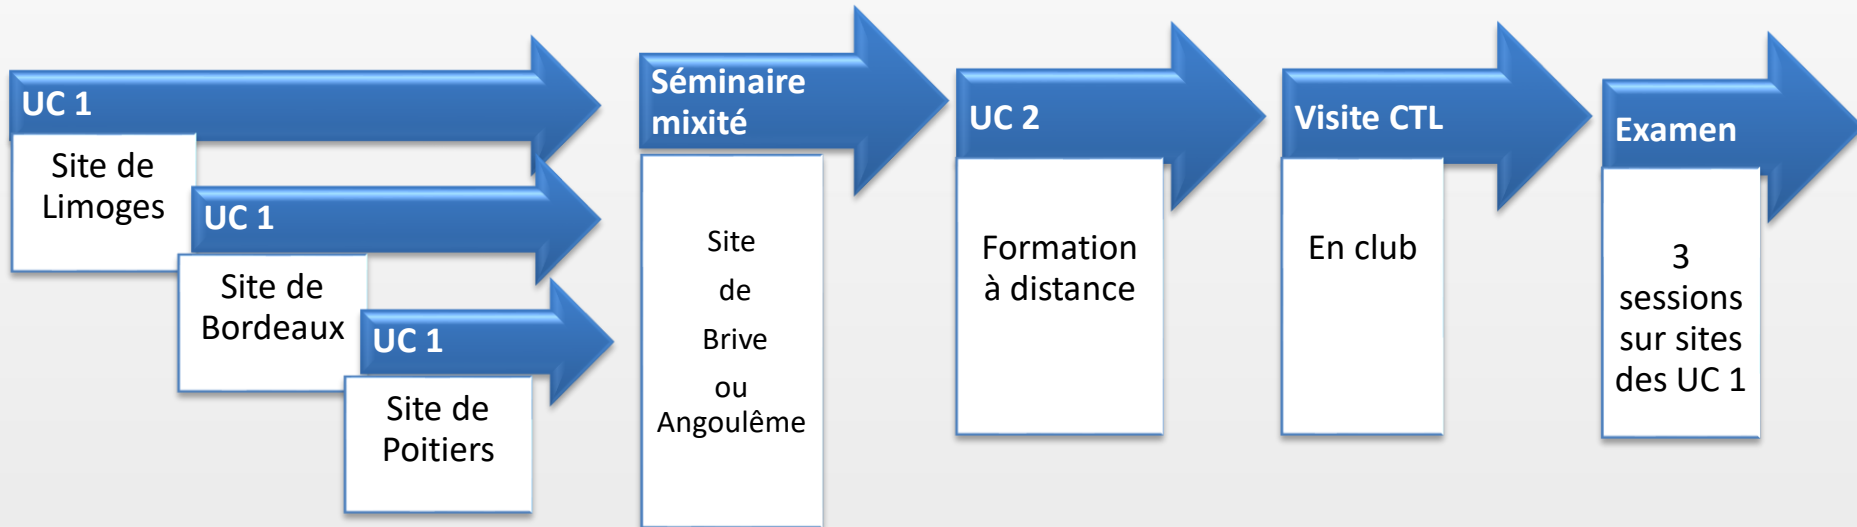 UC 1
Site de
Limoges
UC 1
Site de
Bordeaux
UC 1
Site de
Poitiers
Séminaire
mixité
Site
de
Brive
ou
Angoulême
UC 2
Formation
à distance
Visite CTL
En club
Examen
3
sessions
sur sites
des UC 1